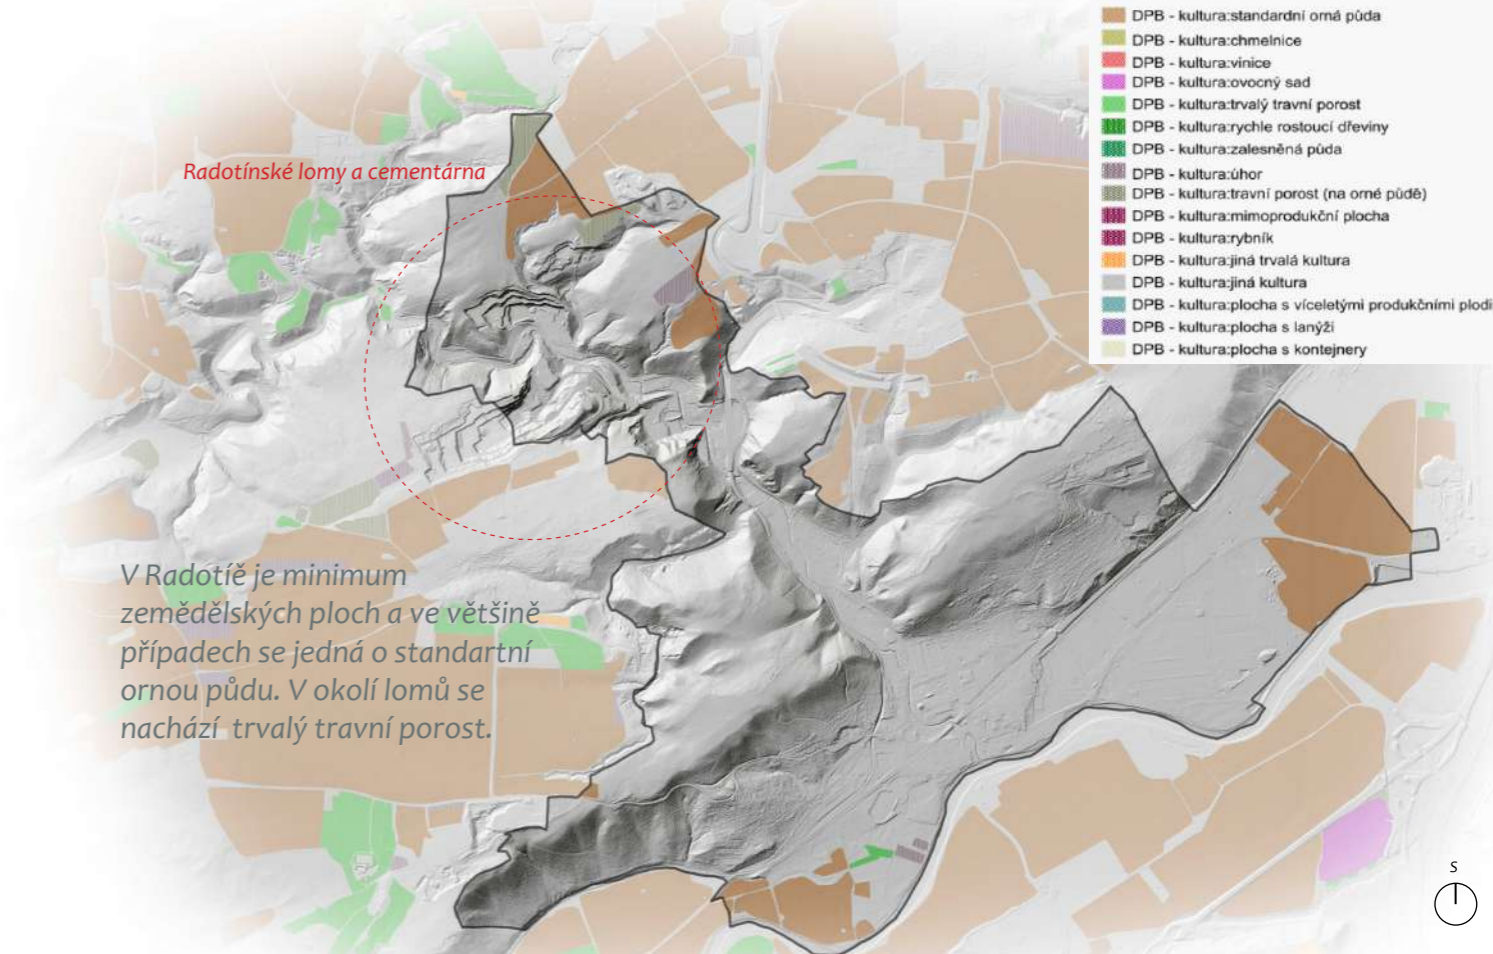 DPB - kultura:standardní orná půda
DPB - kultura:chmelnice
DPB - kultura:vinice
DPB - kultura:ovocný sad
DPB - kultura:trvalý travní porost
DPB - kultura:rychle rostoucí dřeviny
DPB - kultura:zalesněná půda
DPB - kultura:úhor
DPB - kultura:travní porost (na orné půdě)
DPB - kultura:mimoprodukční plocha
DPB - kultura:rybník
DPB - kultura:jiná trvalá kultura
DPB - kultura:jiná kultura
DPB - kultura:plocha s víceletými produkčními plodi
DPB - kultura:plocha s lanýži
DPB - kultura:plocha s kontejnery
Radotínské lomy a cementárna
V Radotíě je minimum
zemědělských ploch a ve většině
případech se jedná o standartní
ornou půdu. V okolí lomů se
nachází trvalý travní porost.
S